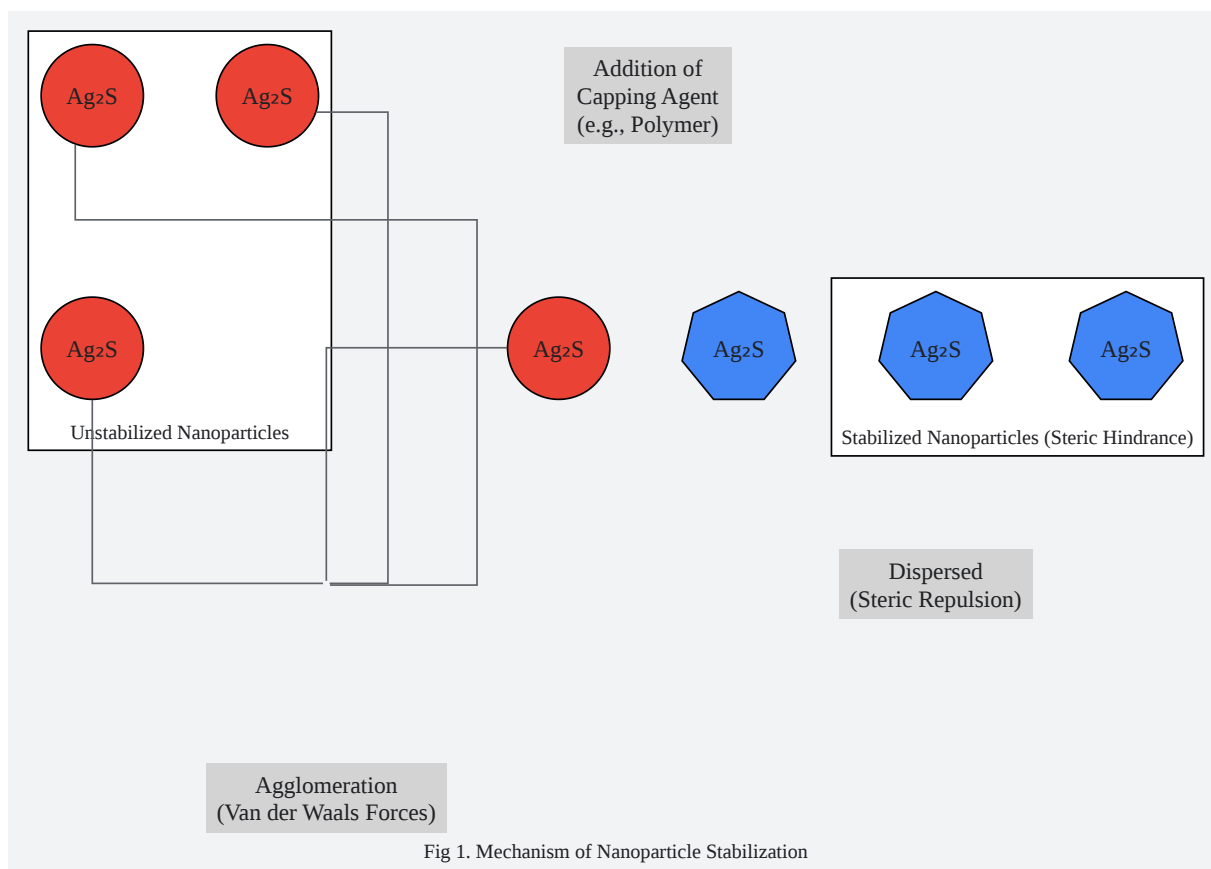 Ag₂S
Ag₂S
Addition of
Capping Agent
(e.g., Polymer)
Ag₂S
Ag₂S
Ag₂S
Ag₂S
Ag₂S
Unstabilized Nanoparticles
Stabilized Nanoparticles (Steric Hindrance)
Dispersed
(Steric Repulsion)
Agglomeration
(Van der Waals Forces)
Fig 1. Mechanism of Nanoparticle Stabilization